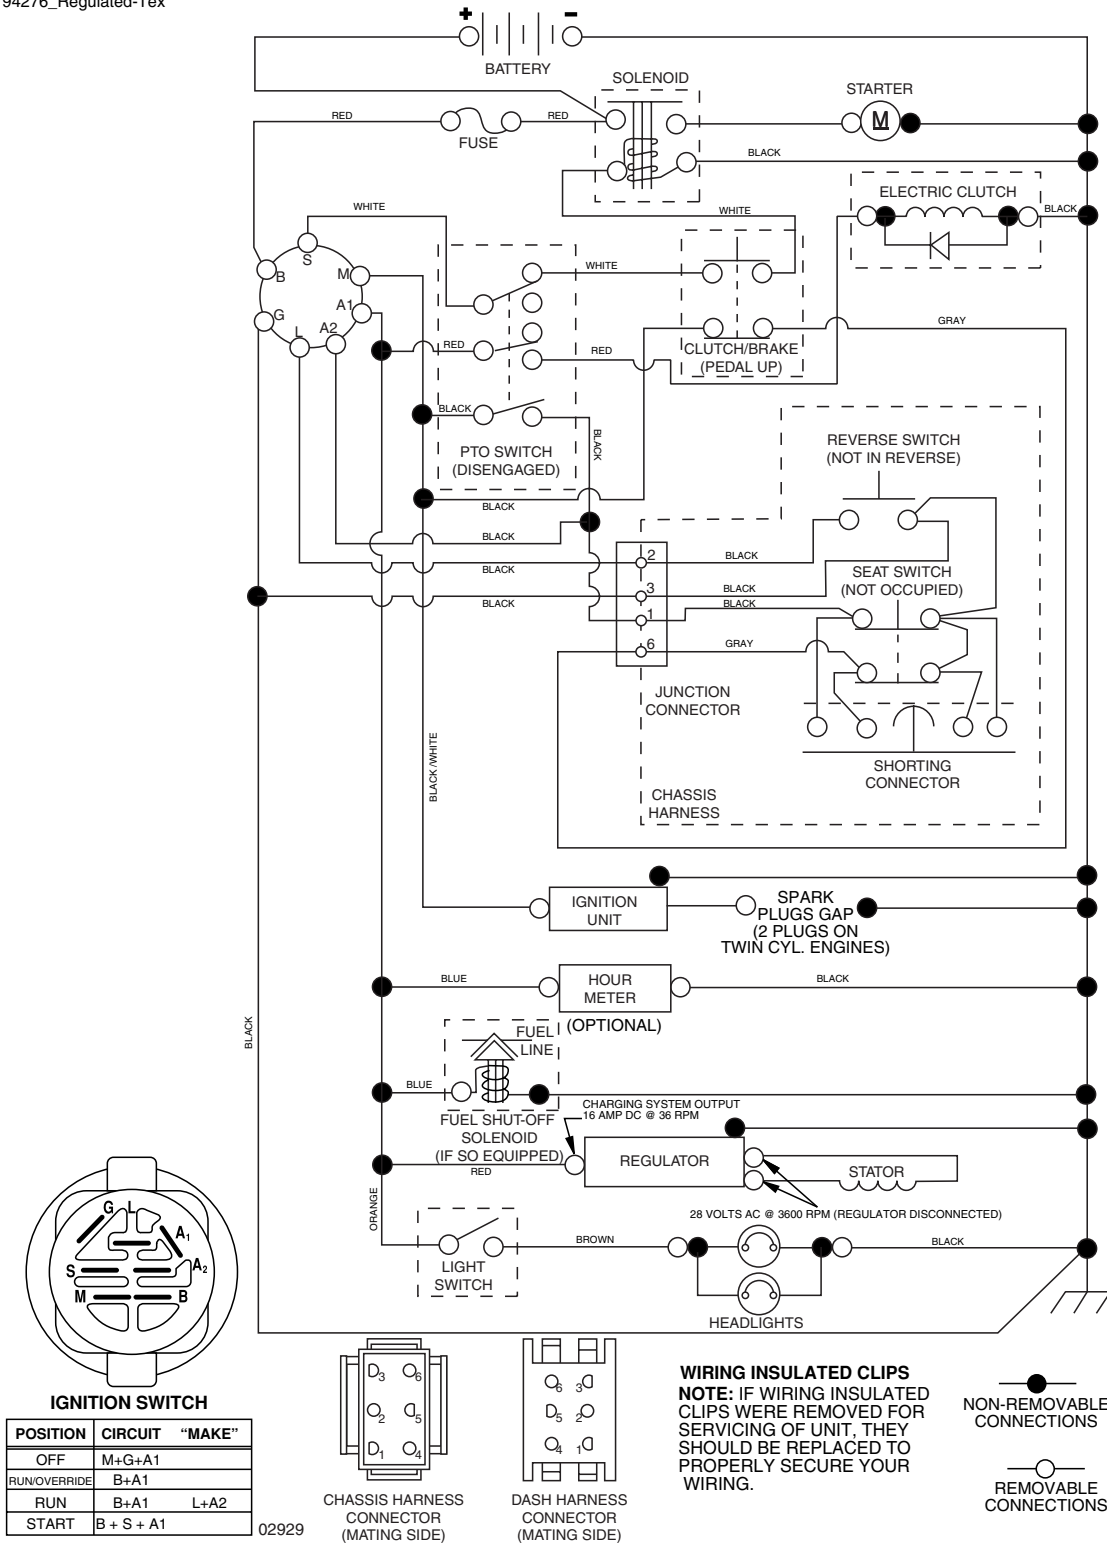 94276_Regulated-Tex
+ −
BATTERY
SOLENOID
STARTER
RED
RED
FUSE
M
BLACK
ELECTRIC CLUTCH
BLACK
WHITE
WHITE
S
B
M
A1
G
L
A2
WHITE
RED
RED
GRAY
CLUTCH/BRAKE
(PEDAL UP)
BLACK
BLACK
PTO SWITCH
(DISENGAGED)
REVERSE SWITCH
(NOT IN REVERSE)
BLACK
BLACK
BLACK
2
BLACK
SEAT SWITCH
(NOT OCCUPIED)
BLACK
3
BLACK
BLACK
1
6
GRAY
JUNCTION
CONNECTOR
SHORTING
CONNECTOR
CHASSIS
HARNESS
BLACK /WHITE
IGNITION
UNIT
SPARK
PLUGS GAP
(2 PLUGS ON
TWIN CYL. ENGINES)
BLUE
HOUR
METER
BLACK
(OPTIONAL)
BLACK
FUEL
LINE
BLUE
CHARGING SYSTEM OUTPUT
16 AMP DC @ 36 RPM
FUEL SHUT-OFF
SOLENOID
(IF SO EQUIPPED)
RED
REGULATOR
STATOR
28 VOLTS AC @ 3600 RPM (REGULATOR DISCONNECTED)
ORANGE
LIGHT
SWITCH
BROWN
BLACK
HEADLIGHTS
G L
A1
S
A2
M
B
IGNITION SWITCH
POSITION CIRCUIT "MAKE"
OFF M+G+A1
RUN/OVERRIDE B+A1
RUN B+A1 L+A2
START B + S + A1
02929
3 6
2 5
1 4
CHASSIS HARNESS
CONNECTOR
(MATING SIDE)
6 3
5 2
4 1
DASH HARNESS
CONNECTOR
(MATING SIDE)
WIRING INSULATED CLIPS
NOTE: IF WIRING INSULATED
CLIPS WERE REMOVED FOR
SERVICING OF UNIT, THEY
SHOULD BE REPLACED TO
PROPERLY SECURE YOUR
WIRING.
NON-REMOVABLE
CONNECTIONS
REMOVABLE
CONNECTIONS